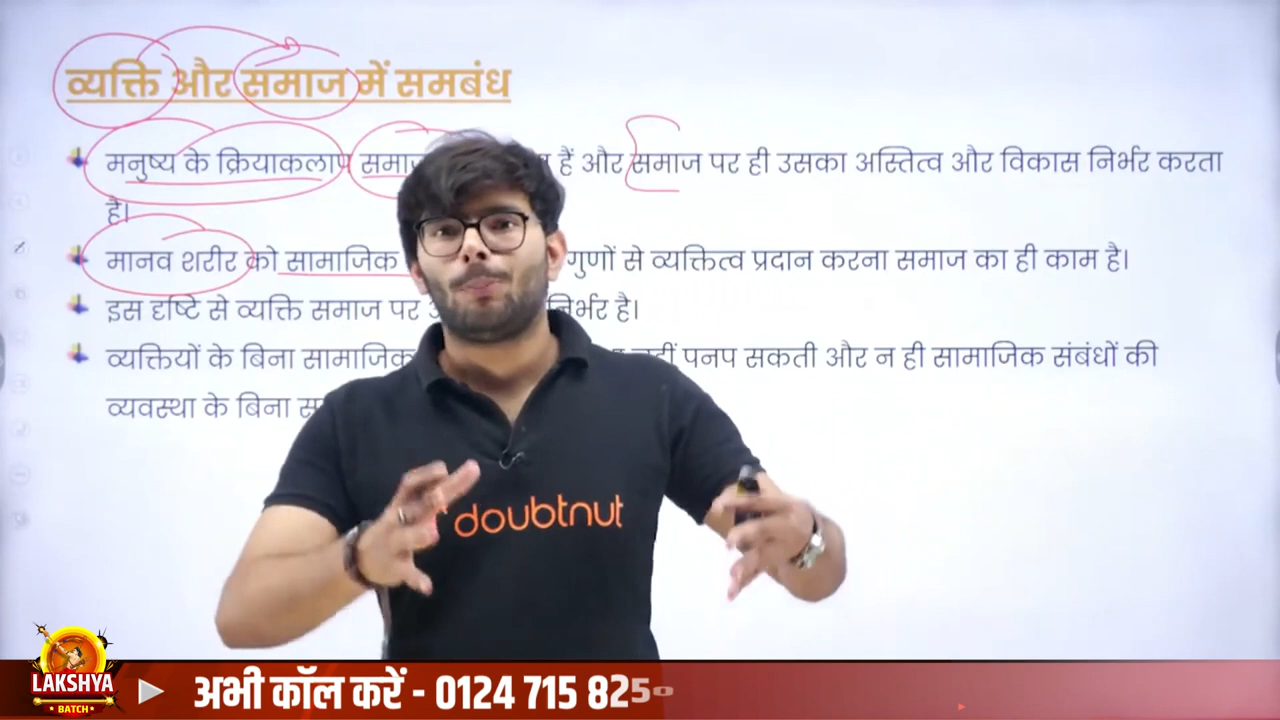 व्यक्ति और समाज में समबंध
मनुष्य के क्रियाकलाप समाज हैं और समाज पर ही उसका अस्तित्व और विकास निर्भर करता
है।
मानव शरीर को सामाजिक गुणों से व्यक्तित्व प्रदान करना समाज का ही काम है।
इस दृष्टि से व्यक्ति समाज पर निर्भर है।
व्यक्तियों के बिना सामाजिक नहीं पनप सकती और न ही सामाजिक संबंधों की
व्यवस्था के बिना
doubtnut
LAKSHYA
BATCH
अभी कॉल करें - 0124 715 825